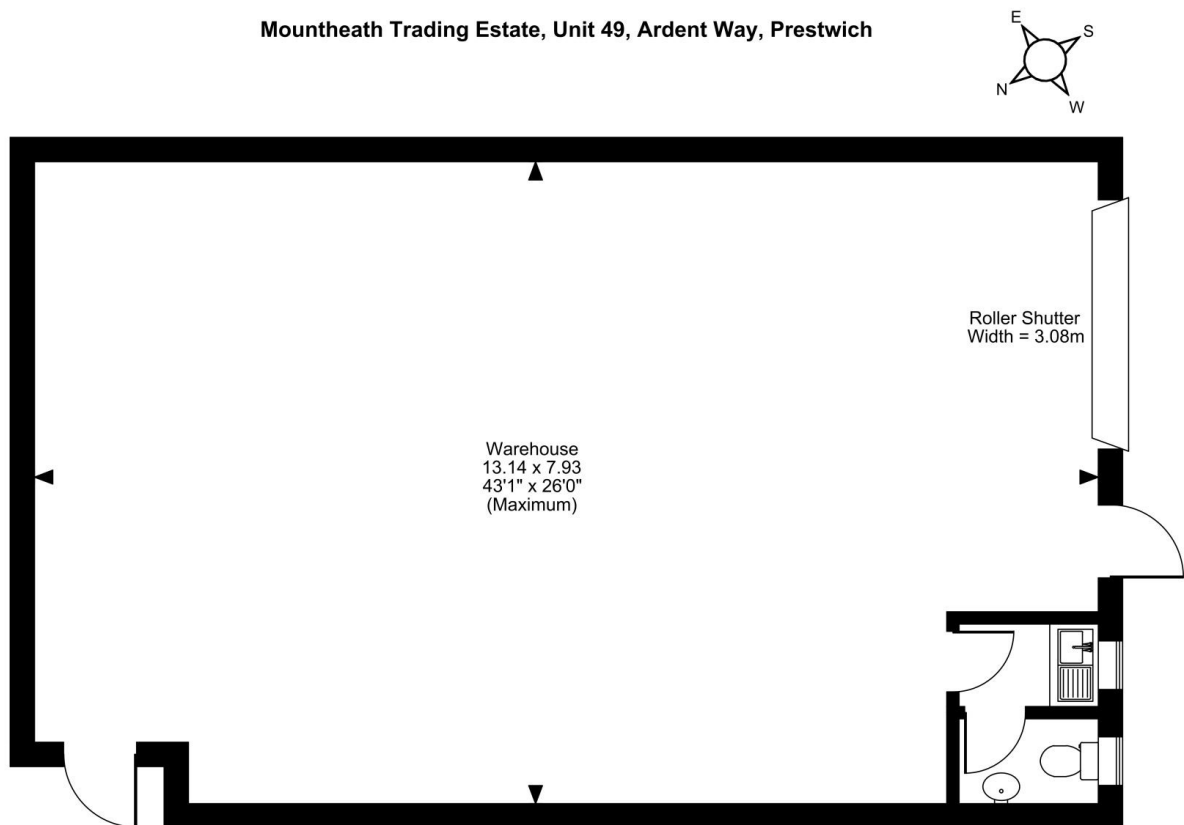 Mountheath Trading Estate, Unit 49, Ardent Way, Prestwich
E
S
N
W
Roller Shutter
Width = 3.08m
Warehouse
13.14 x 7.93
43'1" x 26'0"
(Maximum)